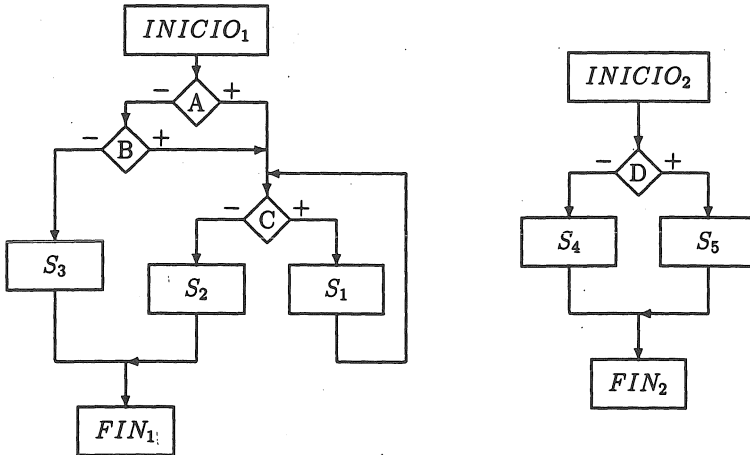 INICIO₁
− A +
− B +
− C +
S₃
S₂
S₁
FIN₁
INICIO₂
− D +
S₄
S₅
FIN₂